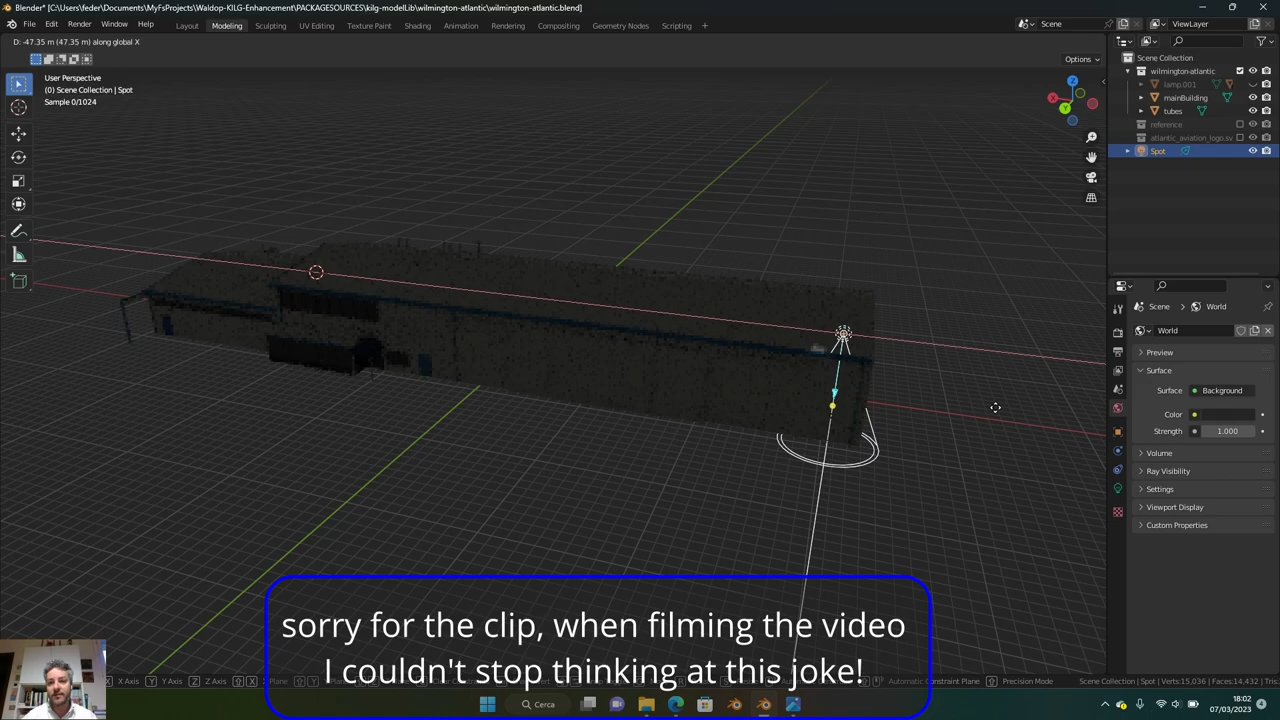 Blender* [C:\Users\feder\Documents\MyFsProjects\Waldop-KILG-Enhancement\PACKAGESOURCES\kilg-modelLib\wilmington-atlantic\wilmington-atlantic.blend]
File Edit Render Window Help Layout Modeling Sculpting UV Editing Texture Paint Shading Animation Rendering Compositing Geometry Nodes Scripting Scene ViewLayer
D: -47.35 m (47.35 m) along global X
Options
User Perspective
(0) Scene Collection | Spot
Sample 0/1024
Z
X
Y
Scene Collection
wilmington-atlantic
lamp.001
mainBuilding
tubes
reference
atlantic_aviation_logo.sv
Spot
Scene World
World
Preview
Surface
Surface Background
Color
Strength 1.000
Volume
Ray Visibility
Settings
Viewport Display
Custom Properties
sorry for the clip, when filming the video
I couldn't stop thinking at this joke!
X X Axis Y Y Axis Z Z Axis X Automatic Constraint Plane Precision Mode Scene Collection | Spot | Verts:15,036 | Faces:14,432 | Tris:
Cerca
18:02
07/03/2023